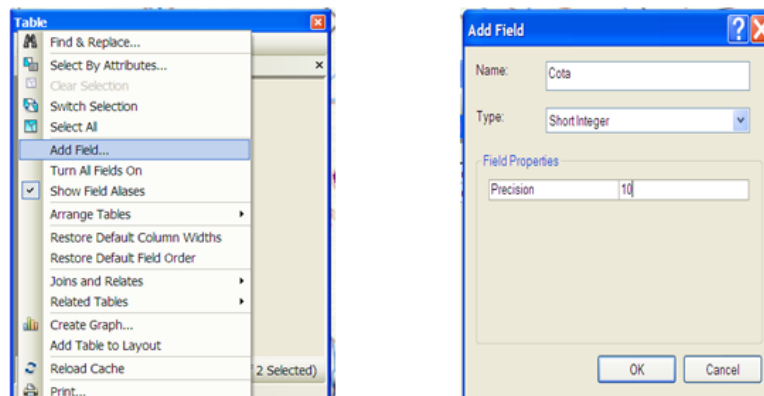 Table
Find & Replace...
Select By Attributes...
Clear Selection
Switch Selection
Select All
Add Field...
Turn All Fields On
Show Field Aliases
Arrange Tables
Restore Default Column Widths
Restore Default Field Order
Joins and Relates
Related Tables
Create Graph...
Add Table to Layout
Reload Cache
2 Selected)
Print...
Add Field
Name: Cota
Type: Short Integer
Field Properties
Precision 10
OK Cancel